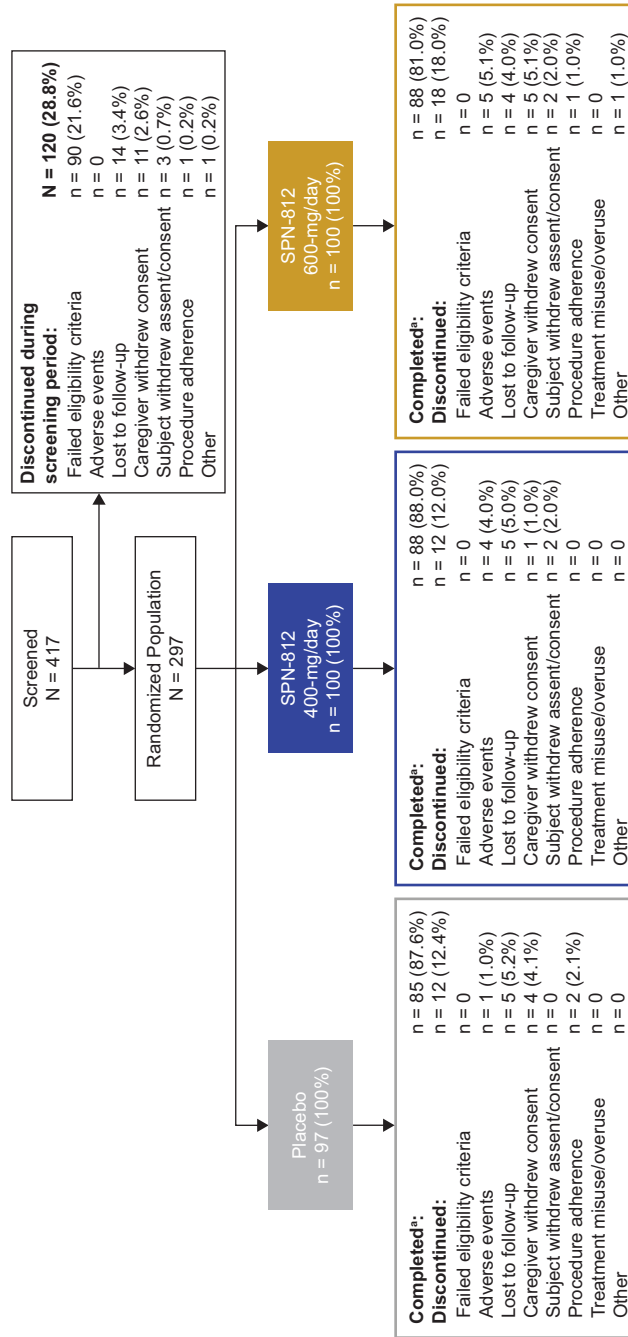 Screened
N = 417
Discontinued during
screening period: N = 120 (28.8%)
Failed eligibility criteria n = 90 (21.6%)
Adverse events n = 0
Lost to follow-up n = 14 (3.4%)
Caregiver withdrew consent n = 11 (2.6%)
Subject withdrew assent/consent n = 3 (0.7%)
Procedure adherence n = 1 (0.2%)
Other n = 1 (0.2%)
Randomized Population
N = 297
Placebo
n = 97 (100%)
SPN-812
400-mg/day
n = 100 (100%)
SPN-812
600-mg/day
n = 100 (100%)
Completedª: n = 85 (87.6%)
Discontinued: n = 12 (12.4%)
Failed eligibility criteria n = 0
Adverse events n = 1 (1.0%)
Lost to follow-up n = 5 (5.2%)
Caregiver withdrew consent n = 4 (4.1%)
Subject withdrew assent/consent n = 0
Procedure adherence n = 2 (2.1%)
Treatment misuse/overuse n = 0
Other n = 0
Completedª: n = 88 (88.0%)
Discontinued: n = 12 (12.0%)
Failed eligibility criteria n = 0
Adverse events n = 4 (4.0%)
Lost to follow-up n = 5 (5.0%)
Caregiver withdrew consent n = 1 (1.0%)
Subject withdrew assent/consent n = 2 (2.0%)
Procedure adherence n = 0
Treatment misuse/overuse n = 0
Other n = 0
Completedª: n = 88 (81.0%)
Discontinued: n = 18 (18.0%)
Failed eligibility criteria n = 0
Adverse events n = 5 (5.1%)
Lost to follow-up n = 4 (4.0%)
Caregiver withdrew consent n = 5 (5.1%)
Subject withdrew assent/consent n = 2 (2.0%)
Procedure adherence n = 1 (1.0%)
Treatment misuse/overuse n = 0
Other n = 1 (1.0%)